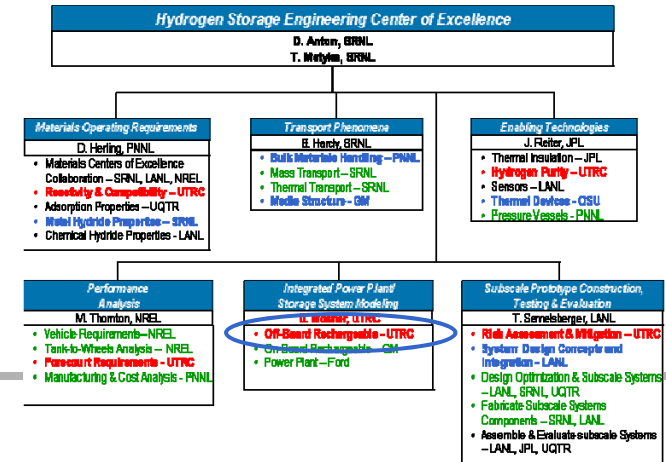 Hydrogen Storage Engineering Center of Excellence
D. Anton, SRNL
T. Motyka, SRNL
Materials Operating Requirements
D. Herling, PNNL
• Materials Centers of Excellence
Collaboration – SRNL, LANL, NREL
• Reactivity & Compatibility – UTRC
• Adsorption Properties – UQTR
• Metal Hydride Properties – SRNL
• Chemical Hydride Properties - LANL
Transport Phenomena
B. Hardy, SRNL
• Bulk Materials Handling – PNNL
• Mass Transport – SRNL
• Thermal Transport – SRNL
• Media Structure - GM
Enabling Technologies
J. Reiter, JPL
• Thermal Insulation – JPL
• Hydrogen Purity – UTRC
• Sensors – LANL
• Thermal Devices - OSU
• Pressure Vessels - PNNL
Performance
Analysis
M. Thornton, NREL
• Vehicle Requirements – NREL
• Tank-to-Wheels Analysis – NREL
• Forecourt Requirements - UTRC
• Manufacturing & Cost Analysis - PNNL
Integrated Power Plant/
Storage System Modeling
D. Mosher, UTRC
• Off-Board Rechargeable - UTRC
• On-Board Rechargeable – GM
• Power Plant – Ford
Subscale Prototype Construction,
Testing & Evaluation
T. Semelsberger, LANL
• Risk Assessment & Mitigation – UTRC
• System Design Concepts and
Integration - LANL
• Design Optimization & Subscale Systems
– LANL, SRNL, UQTR
• Fabricate Subscale Systems
Components – SRNL, LANL
• Assemble & Evaluate subscale Systems
– LANL, JPL, UQTR